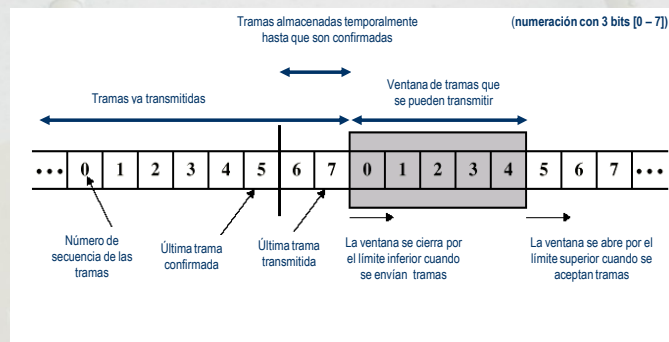 Tramas almacenadas temporalmente
hasta que son confirmadas
(numeración con 3 bits [0 – 7])
Tramas ya transmitidas
Ventana de tramas que
se pueden transmitir
••• 0 1 2 3 4 5 6 7 0 1 2 3 4 5 6 7 •••
Número de
secuencia de las
tramas
Última trama
confirmada
Última trama
transmitida
La ventana se cierra por
el límite inferior cuando
se envían tramas
La ventana se abre por el
límite superior cuando se
aceptan tramas